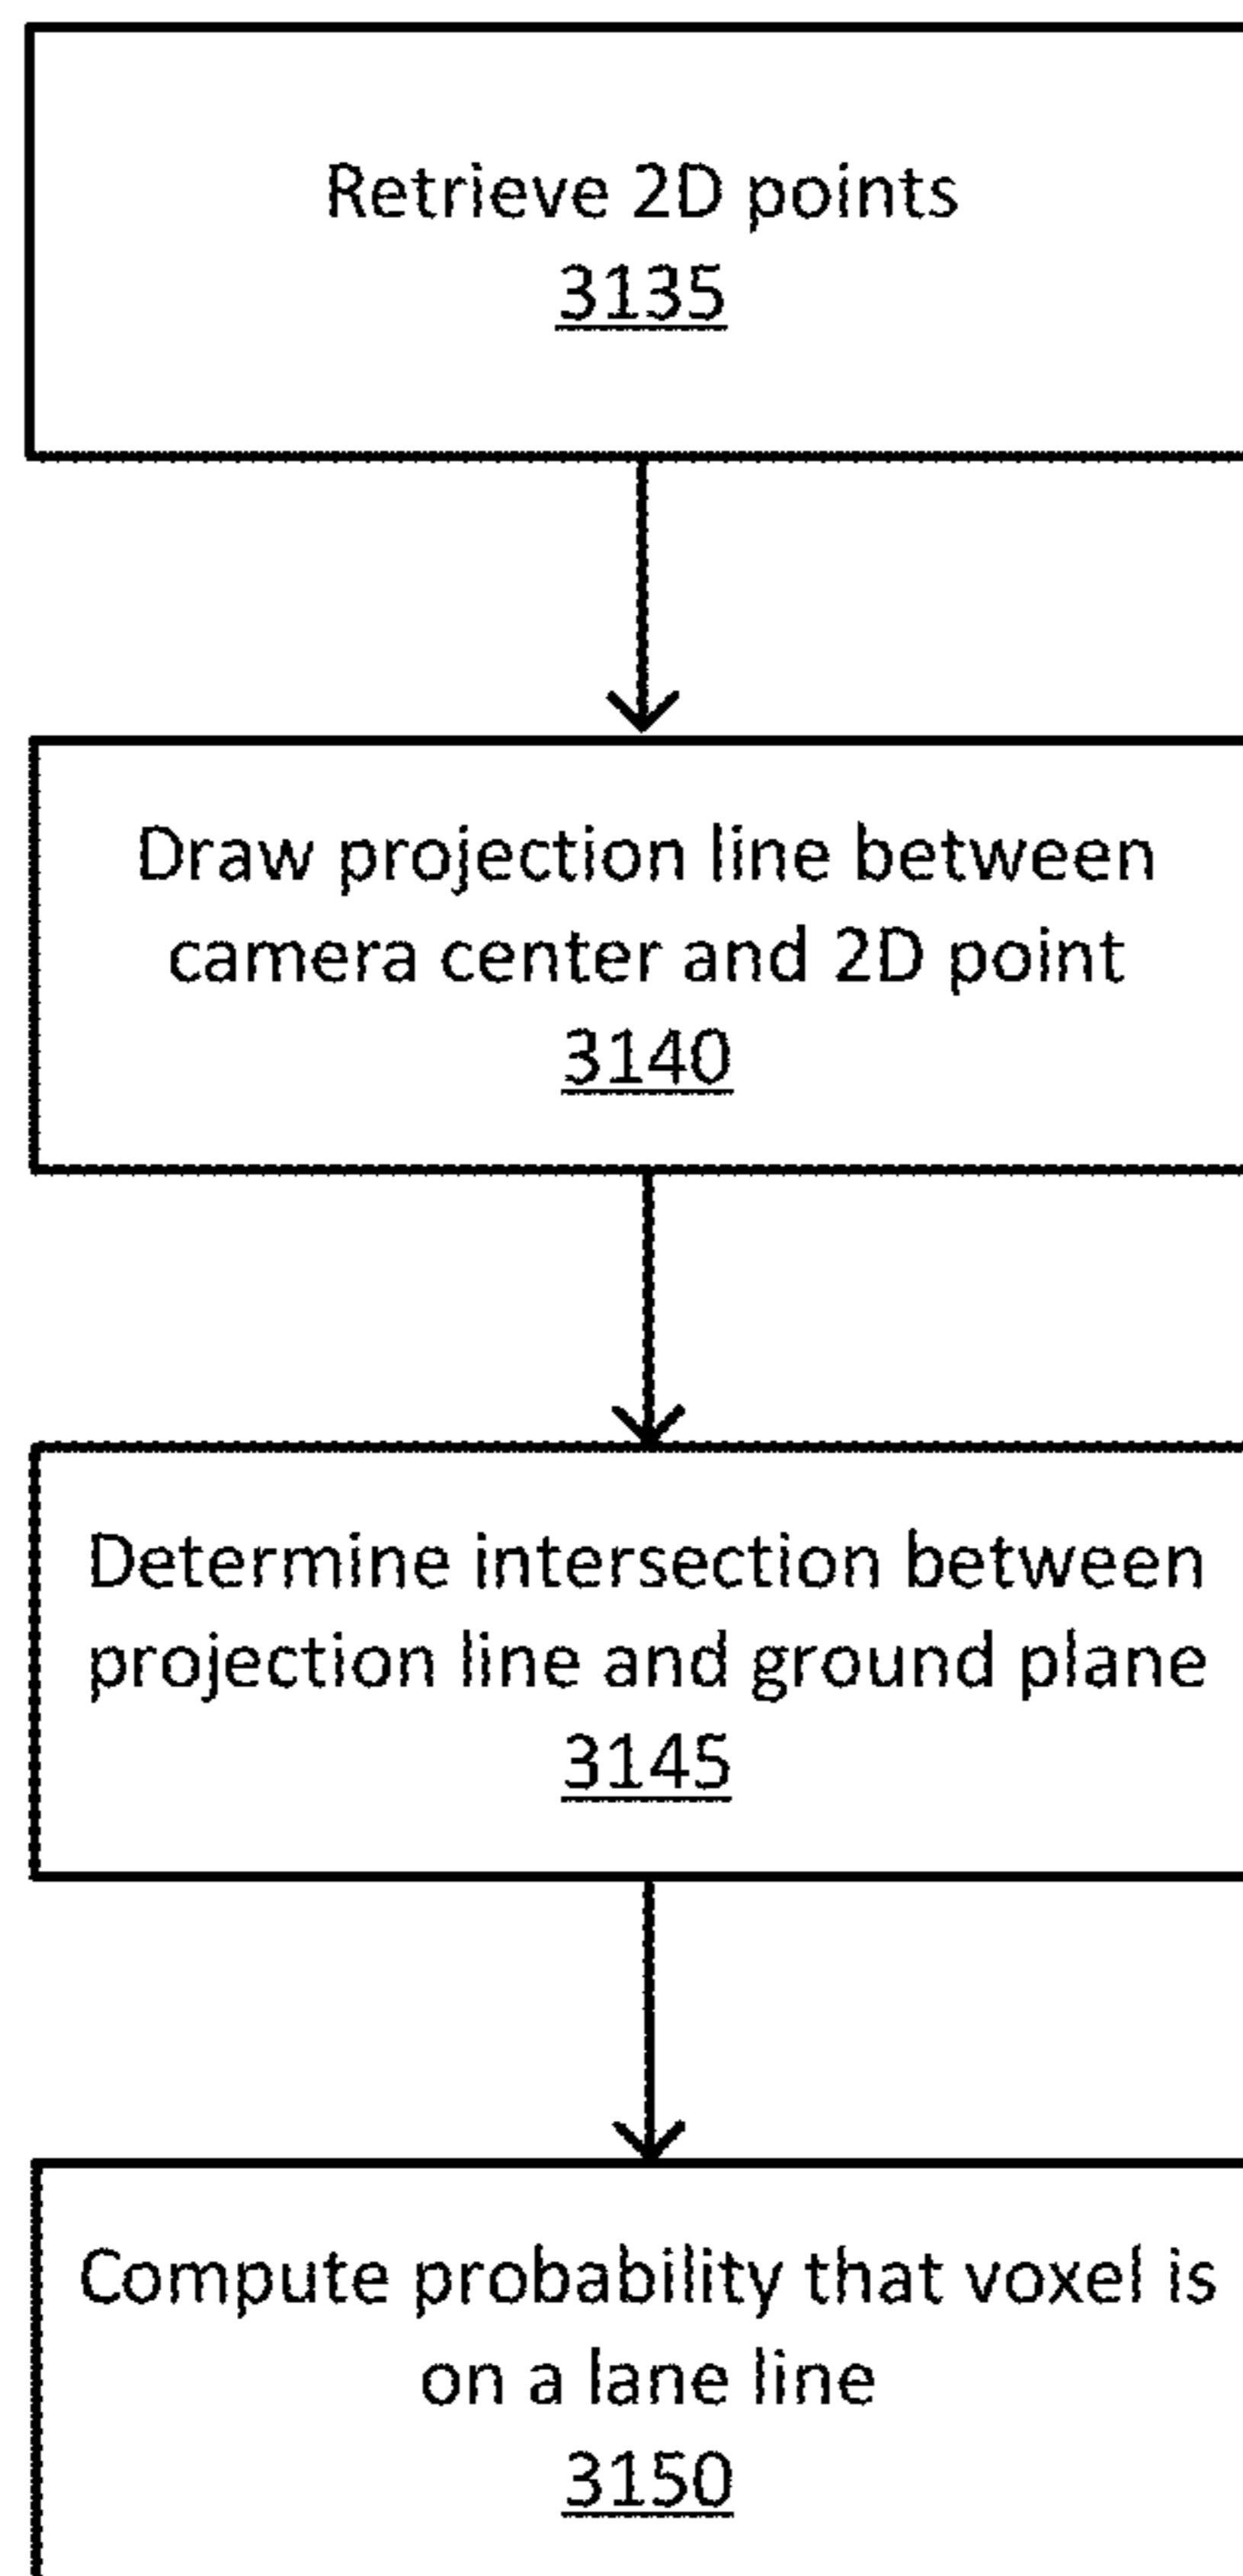 Retrieve 2D points
3135
Draw projection line between
camera center and 2D point
3140
Determine intersection between
projection line and ground plane
3145
Compute probability that voxel is
on a lane line
3150